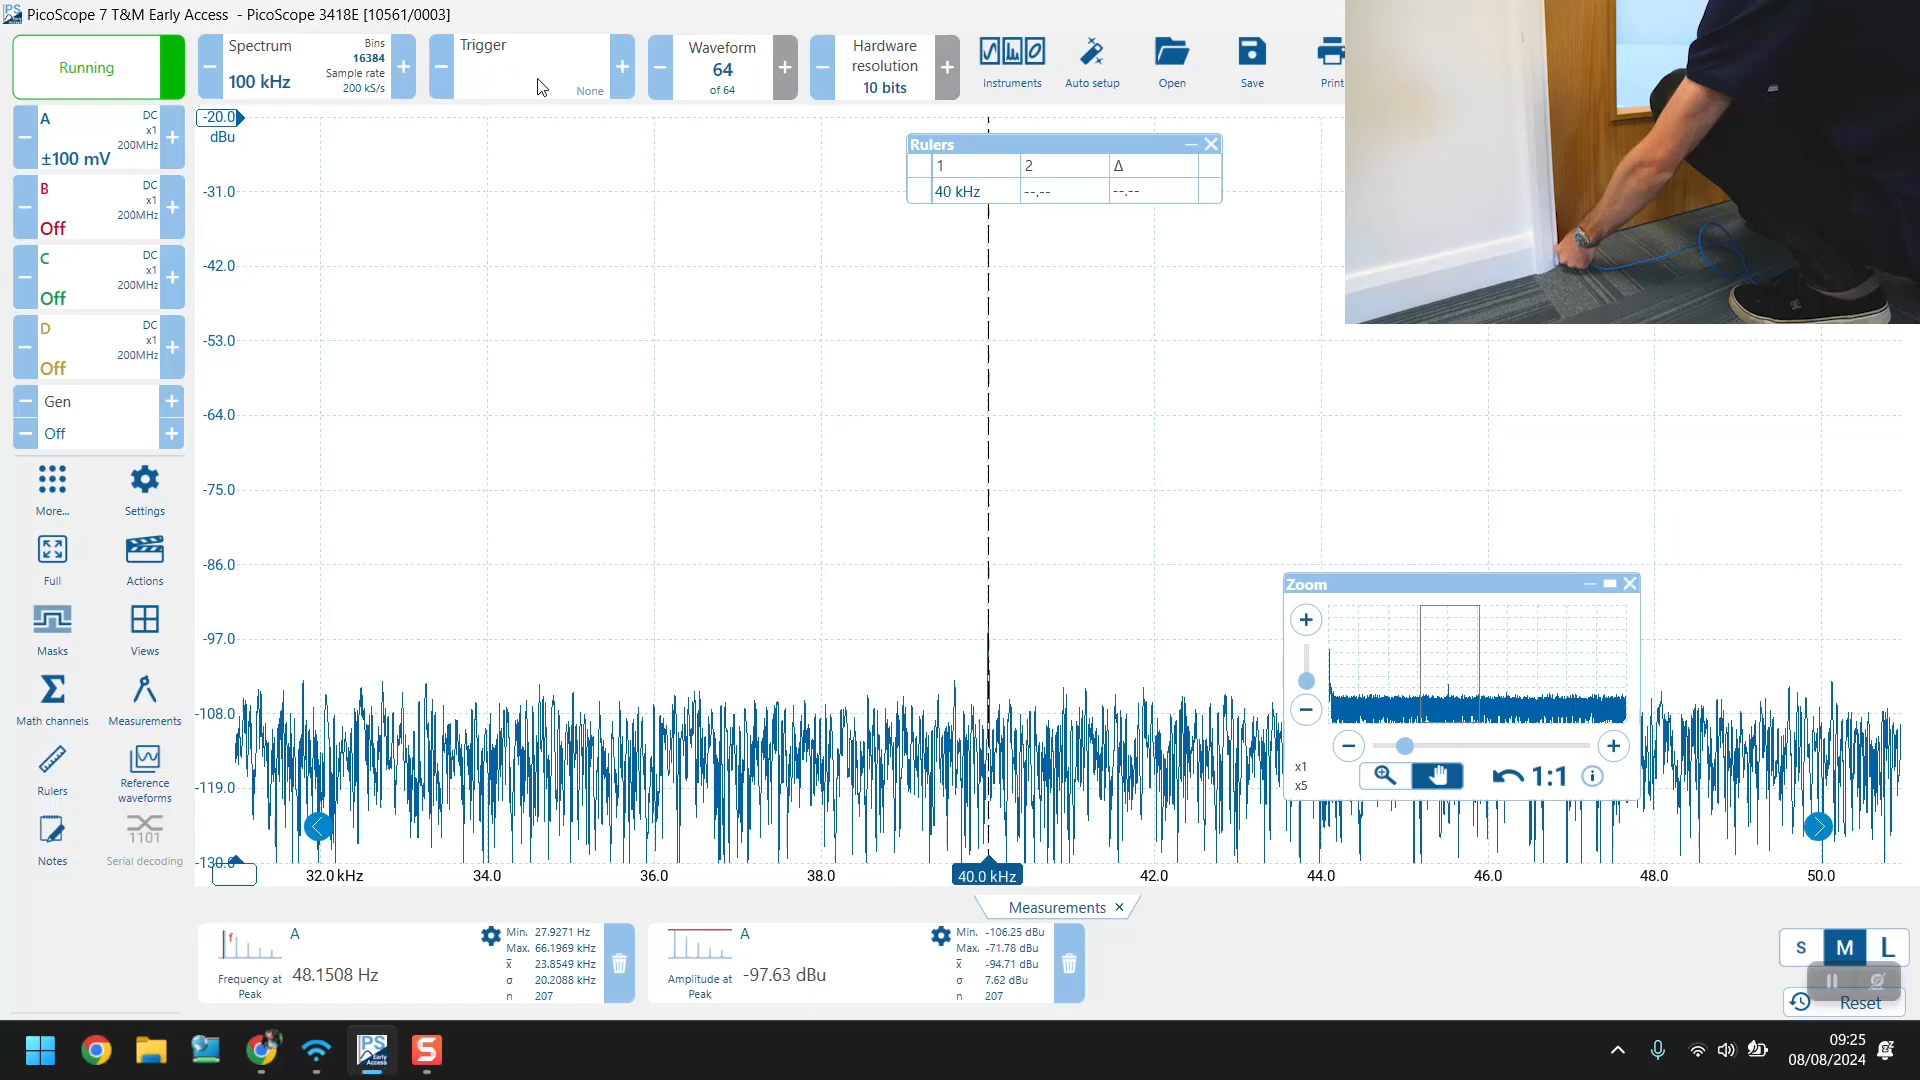 PicoScope 7 T&M Early Access - PicoScope 3418E [10561/0003]
Running
Spectrum
100 kHz
Bins
16384
Sample rate
200 kS/s
Trigger
None
Waveform
64
of 64
Hardware
resolution
10 bits
Instruments
Auto setup
Open
Save
Print
A
DC
x1
200MHz
±100 mV
B
DC
x1
200MHz
Off
C
DC
x1
200MHz
Off
D
DC
x1
200MHz
Off
Gen
Off
More...
Settings
Full
Actions
Masks
Views
Math channels
Measurements
Rulers
Reference
waveforms
Notes
1101
Serial decoding
-20.0
dBu
-31.0
-42.0
-53.0
-64.0
-75.0
-86.0
-97.0
-108.0
-119.0
-130.0
32.0 kHz
34.0
36.0
38.0
40.0 kHz
42.0
44.0
46.0
48.0
50.0
Rulers
1 2 Δ
40 kHz --.-- --.--
Zoom
x1
x5
1:1
Measurements
A
Frequency at
Peak
48.1508 Hz
Min. 27.9271 Hz
Max. 66.1969 kHz
x̄ 23.8549 kHz
σ 20.2088 kHz
n 207
A
Amplitude at
Peak
-97.63 dBu
Min. -106.25 dBu
Max. -71.78 dBu
x̄ -94.71 dBu
σ 7.62 dBu
n 207
S M L
Reset
PS
Early
Access
S
09:25
08/08/2024